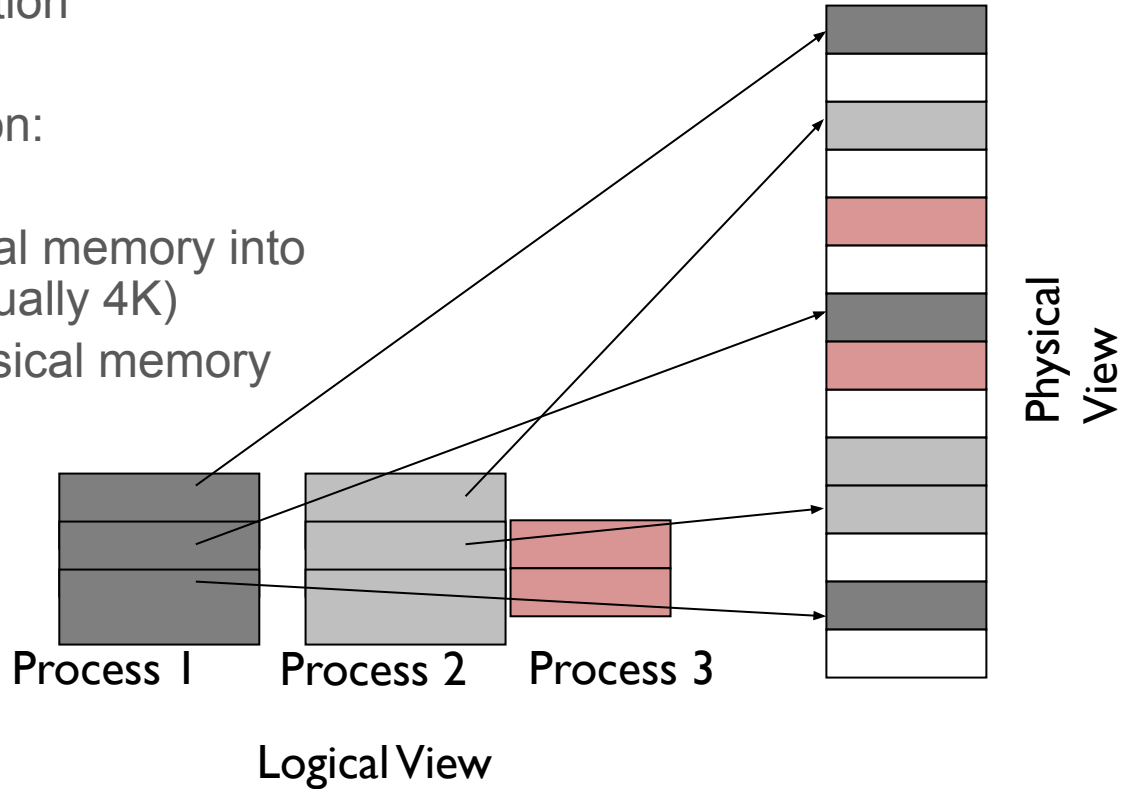 tion
on:
al memory into
ually 4K)
sical memory
Physical
View
Process 1
Process 2
Process 3
Logical View